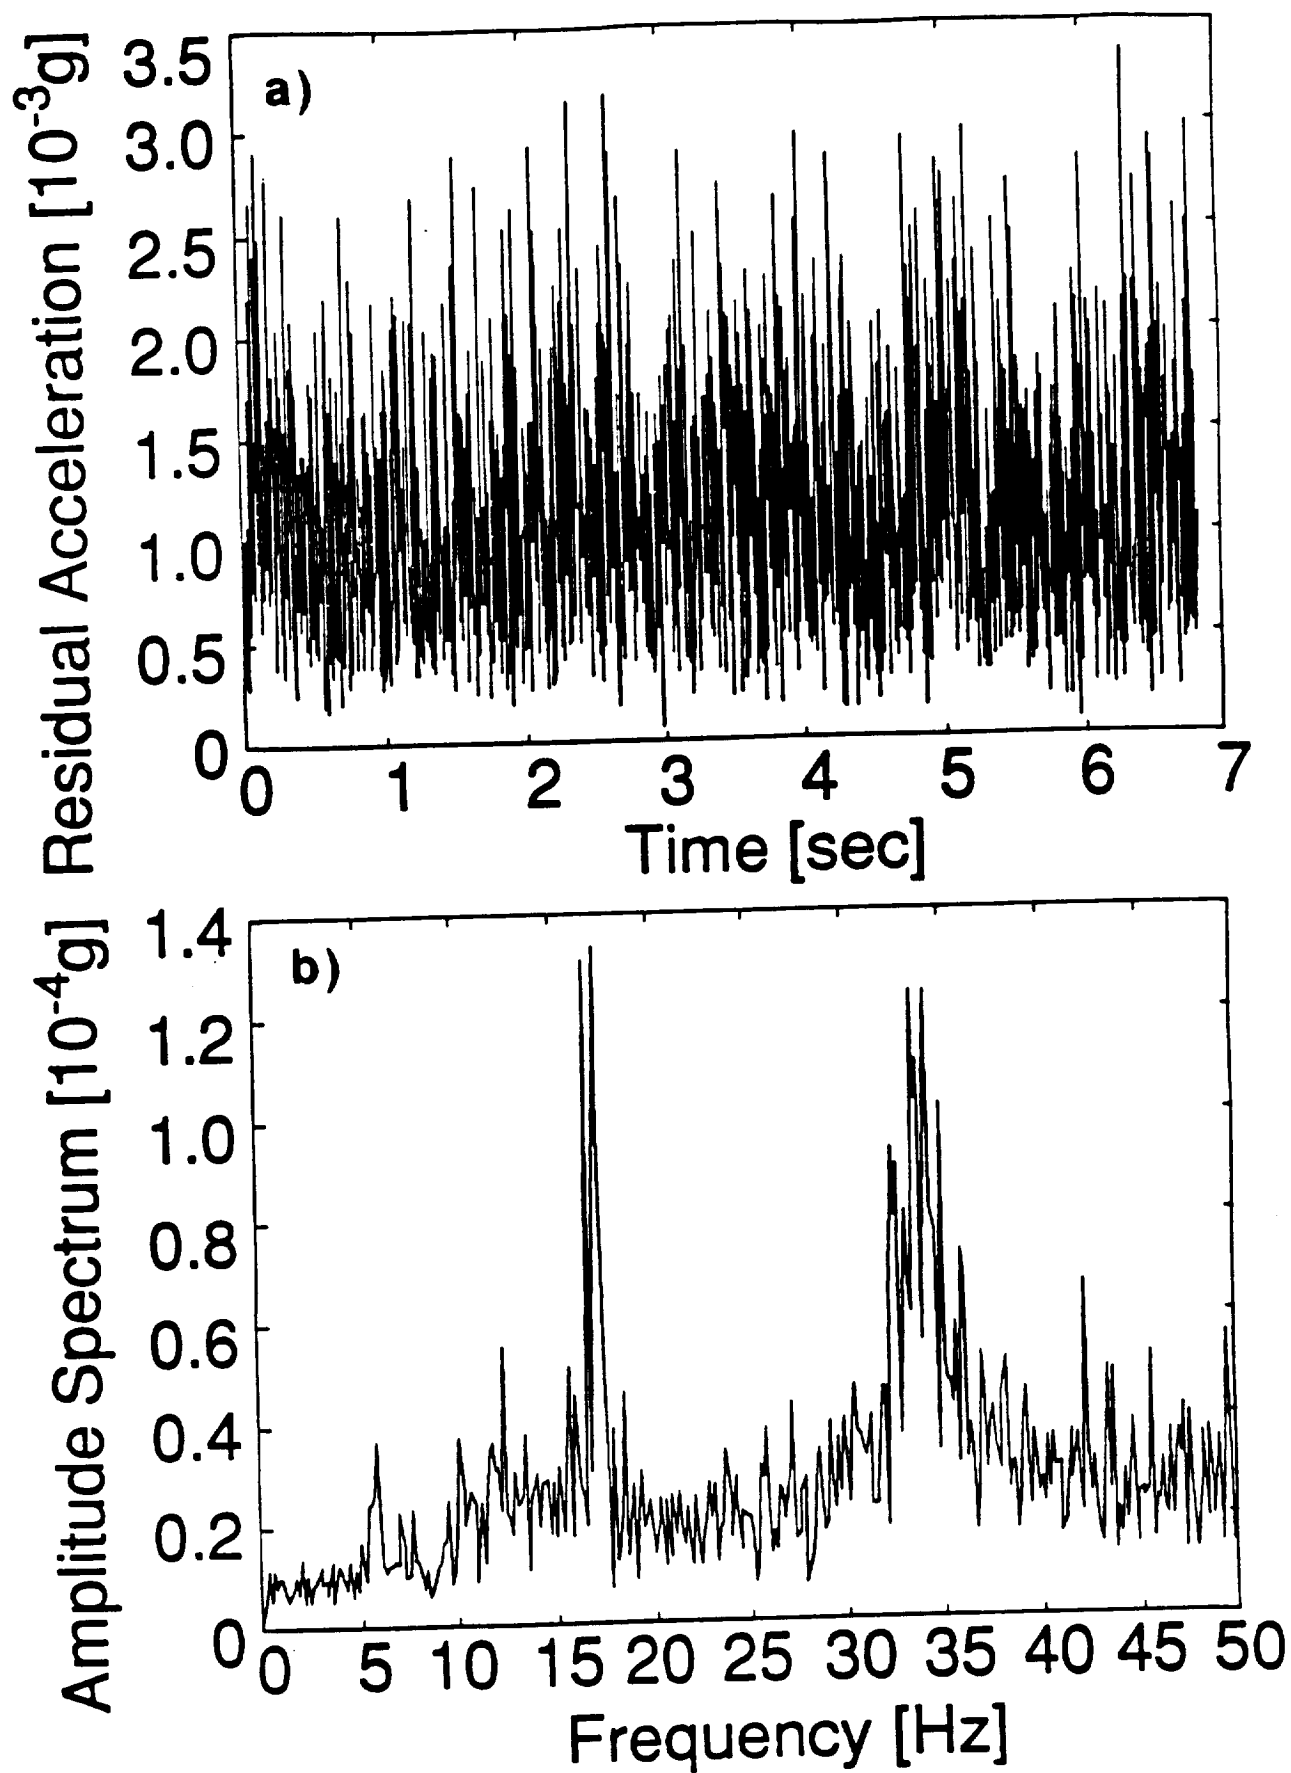 Residual Acceleration [10⁻³g]
a)
3.5
3.0
2.5
2.0
1.5
1.0
0.5
0
0 1 2 3 4 5 6 7
Time [sec]
Amplitude Spectrum [10⁻⁴g]
b)
1.4
1.2
1.0
0.8
0.6
0.4
0.2
0
0 5 10 15 20 25 30 35 40 45 50
Frequency [Hz]